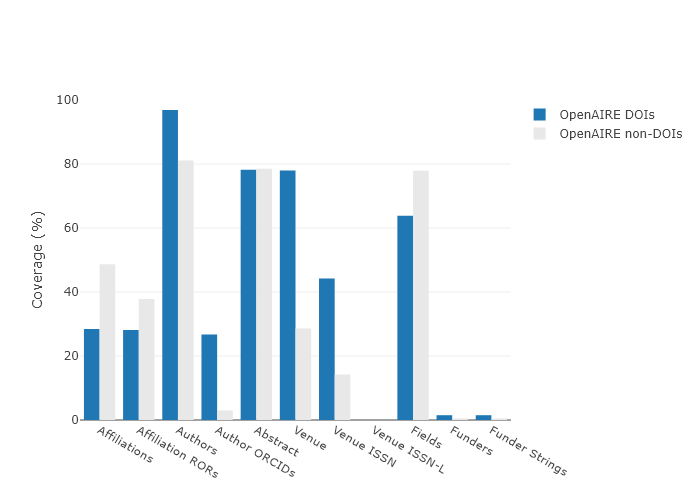 100
80
60
40
20
0
Coverage (%)
Affiliations
Affiliation RORs
Authors
Author ORCIDs
Abstract
Venue
Venue ISSN
Venue ISSN-L
Fields
Funders
Funder Strings
OpenAIRE DOIs
OpenAIRE non-DOIs